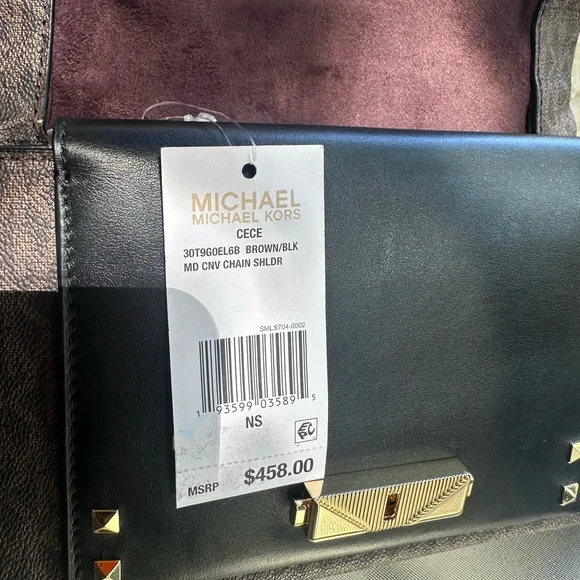 MICHAEL
MICHAEL KORS
CECE
30T9G0EL6B BROWN/BLK
MD CNV CHAIN SHLDR
SMLS704-0002
1 93599 03589 5
NS
EPC
MSRP $458.00